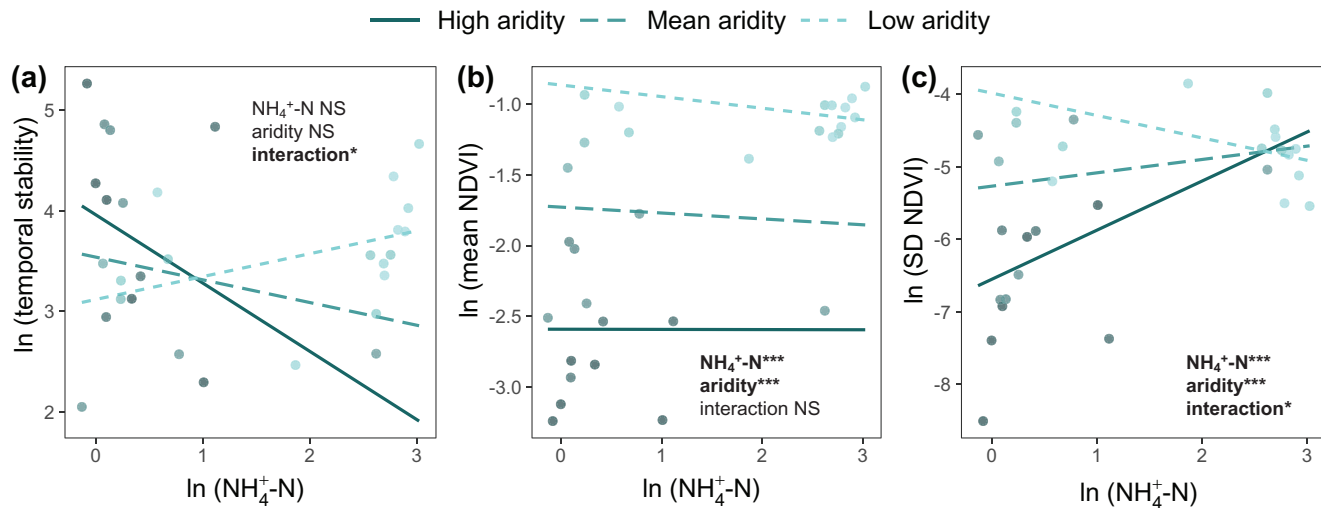 High aridity Mean aridity Low aridity
(a)
NH₄⁺-N NS
aridity NS
interaction*
5
4
3
2
0 1 2 3
ln (temporal stability)
ln (NH₄⁺-N)
(b)
-1.0
-1.5
-2.0
-2.5
-3.0
NH₄⁺-N***
aridity***
interaction NS
0 1 2 3
ln (mean NDVI)
ln (NH₄⁺-N)
(c)
-4
-5
-6
-7
-8
NH₄⁺-N***
aridity***
interaction*
0 1 2 3
ln (SD NDVI)
ln (NH₄⁺-N)